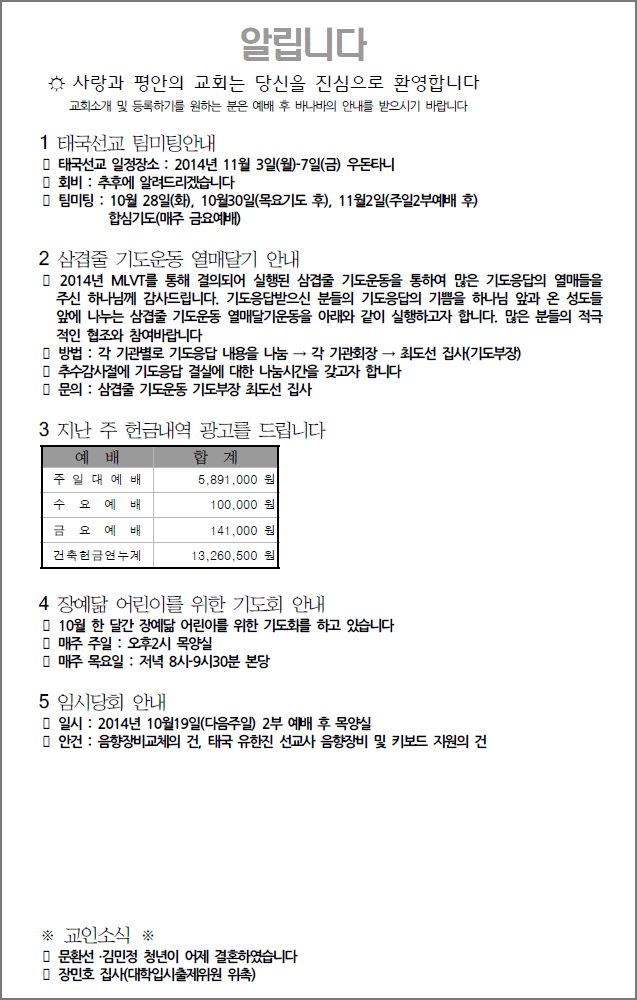 알립니다
☼ 사랑과 평안의 교회는 당신을 진심으로 환영합니다
교회소개 및 등록하기를 원하는 분은 예배 후 바나바의 안내를 받으시기 바랍니다
1 태국선교 팀미팅안내
▯ 태국선교 일정장소 : 2014년 11월 3일(월)-7일(금) 우돈타니
▯ 회비 : 추후에 알려드리겠습니다
▯ 팀미팅 : 10월 28일(화), 10월30일(목요기도 후), 11월2일(주일2부예배 후)
합심기도(매주 금요예배)
2 삼겹줄 기도운동 열매달기 안내
▯ 2014년 MLVT를 통해 결의되어 실행된 삼겹줄 기도운동을 통하여 많은 기도응답의 열매들을
주신 하나님께 감사드립니다. 기도응답받으신 분들의 기도응답의 기쁨을 하나님 앞과 온 성도들
앞에 나누는 삼겹줄 기도운동 열매달기운동을 아래와 같이 실행하고자 합니다. 많은 분들의 적극
적인 협조와 참여바랍니다
▯ 방법 : 각 기관별로 기도응답 내용을 나눔 → 각 기관회장 → 최도선 집사(기도부장)
▯ 추수감사절에 기도응답 결실에 대한 나눔시간을 갖고자 합니다
▯ 문의 : 삼겹줄 기도운동 기도부장 최도선 집사
3 지난 주 헌금내역 광고를 드립니다
예 배 합 계
주 일 대 예 배 5,891,000 원
수 요 예 배 100,000 원
금 요 예 배 141,000 원
건축헌금연누계 13,260,500 원
4 장예닮 어린이를 위한 기도회 안내
▯ 10월 한 달간 장예닮 어린이를 위한 기도회를 하고 있습니다
▯ 매주 주일 : 오후2시 목양실
▯ 매주 목요일 : 저녁 8시-9시30분 본당
5 임시당회 안내
▯ 일시 : 2014년 10월19일(다음주일) 2부 예배 후 목양실
▯ 안건 : 음향장비교체의 건, 태국 유한진 선교사 음향장비 및 키보드 지원의 건
※ 교인소식 ※
▯ 문환선 ·김민정 청년이 어제 결혼하였습니다
▯ 장민호 집사(대학입시출제위원 위촉)